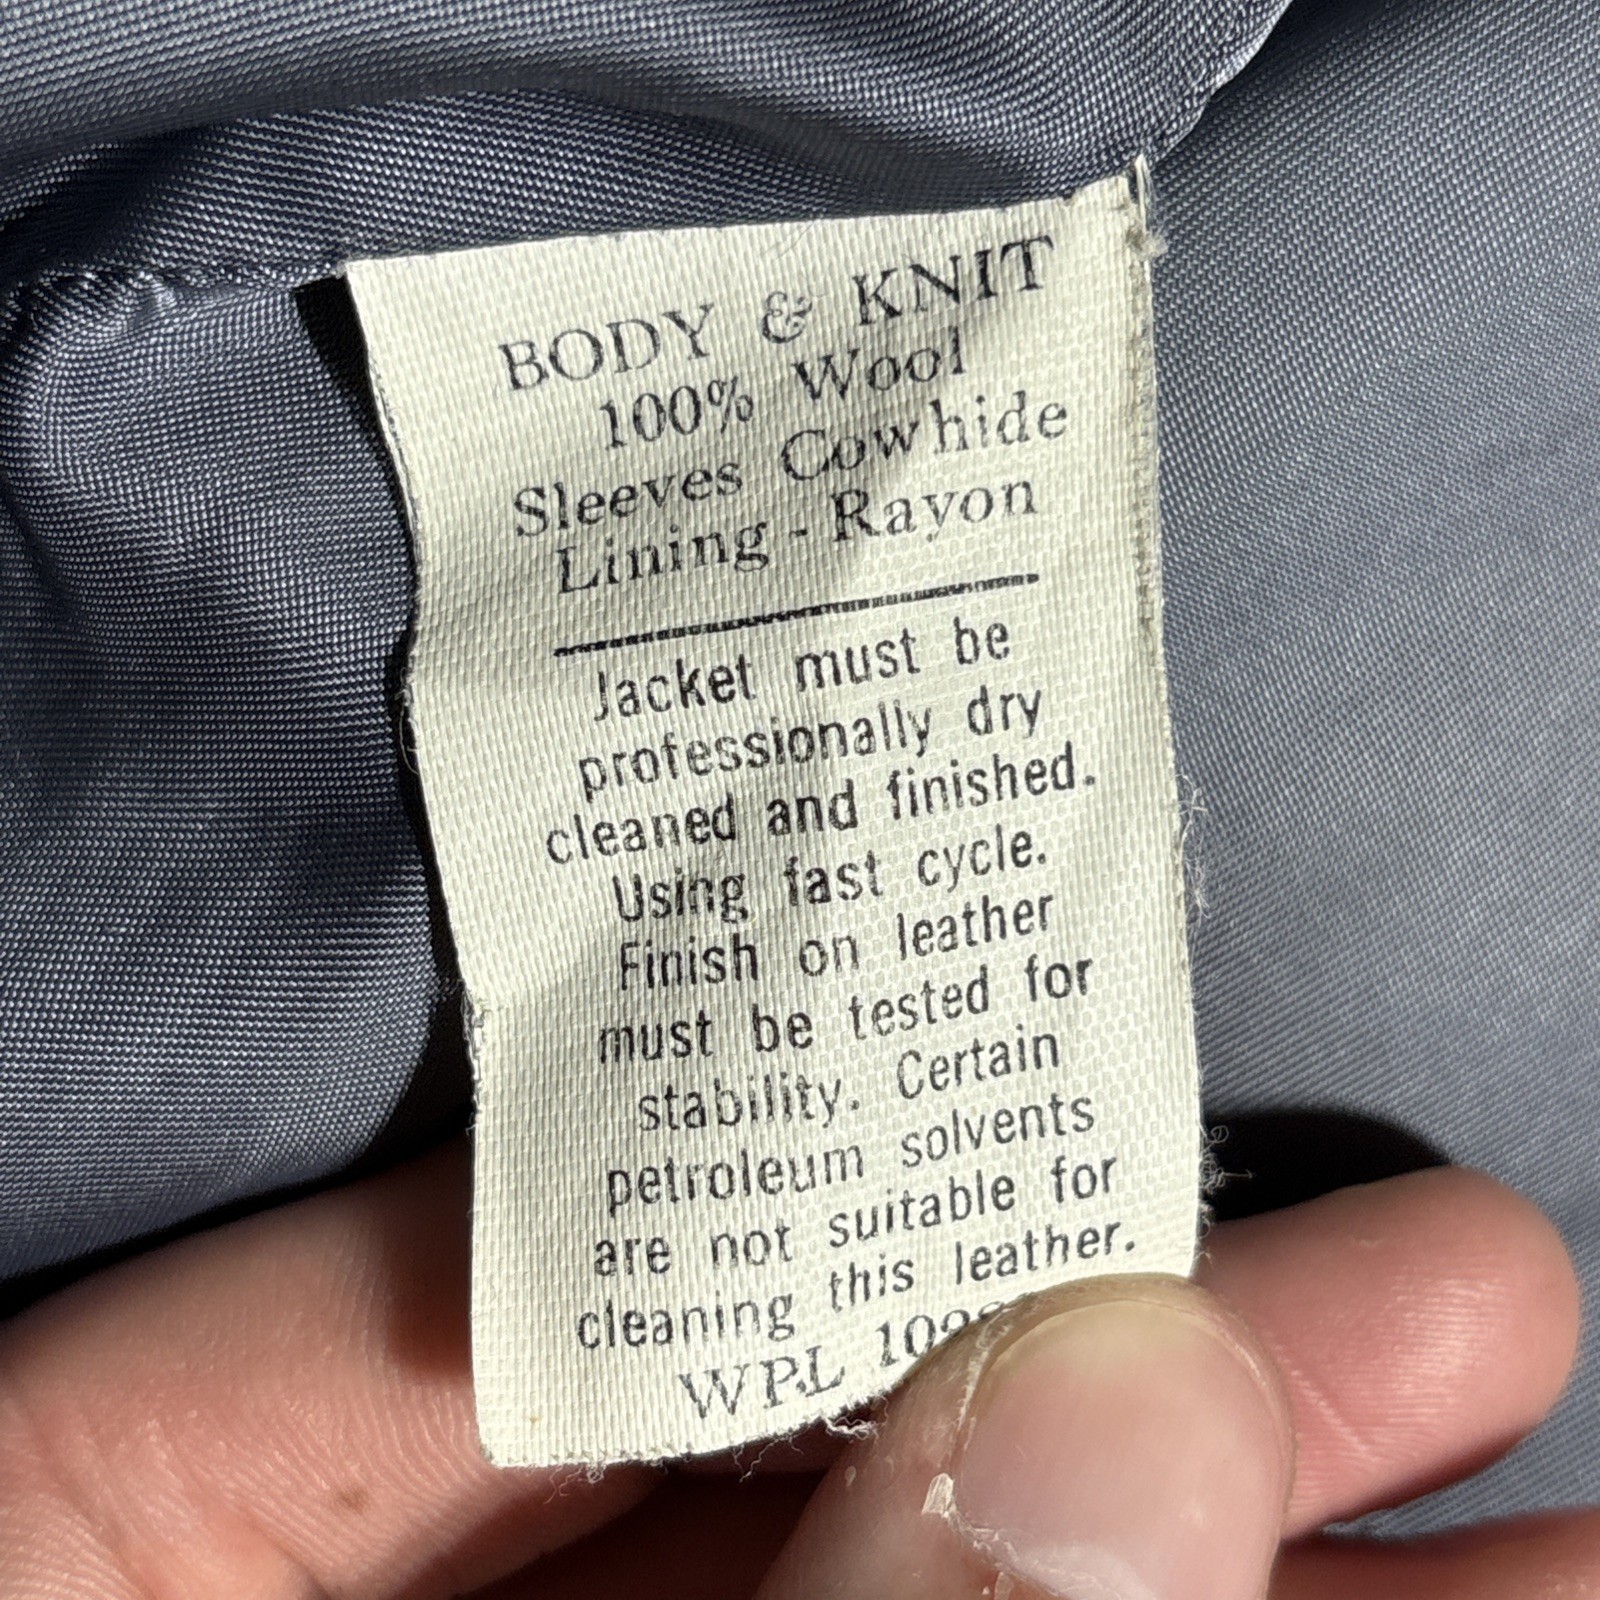 BODY & KNIT
100% Wool
Sleeves Cowhide
Lining - Rayon
Jacket must be
professionally dry
cleaned and finished.
Using fast cycle.
Finish on leather
must be tested for
stability. Certain
petroleum solvents
are not suitable for
cleaning this leather.
WPL